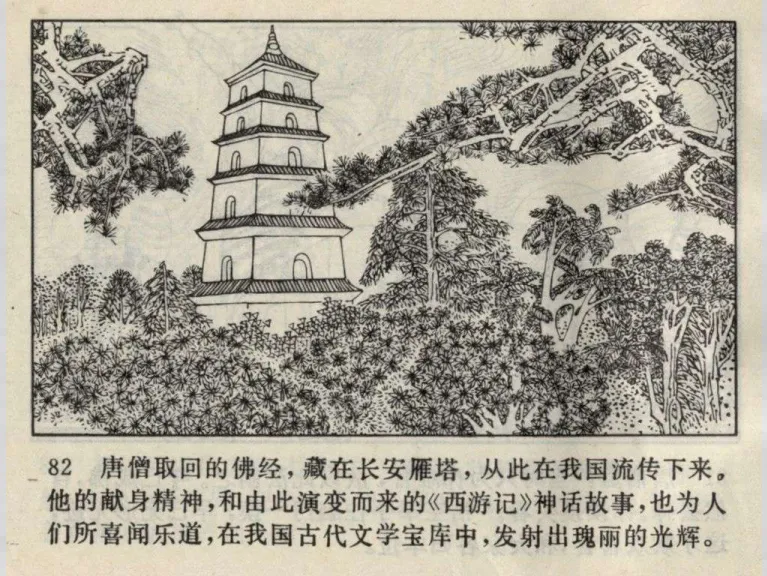 82 唐僧取回的佛经，藏在长安雁塔，从此在我国流传下来。
他的献身精神，和由此演变而来的《西游记》神话故事，也为人
们所喜闻乐道，在我国古代文学宝库中，发射出瑰丽的光辉。